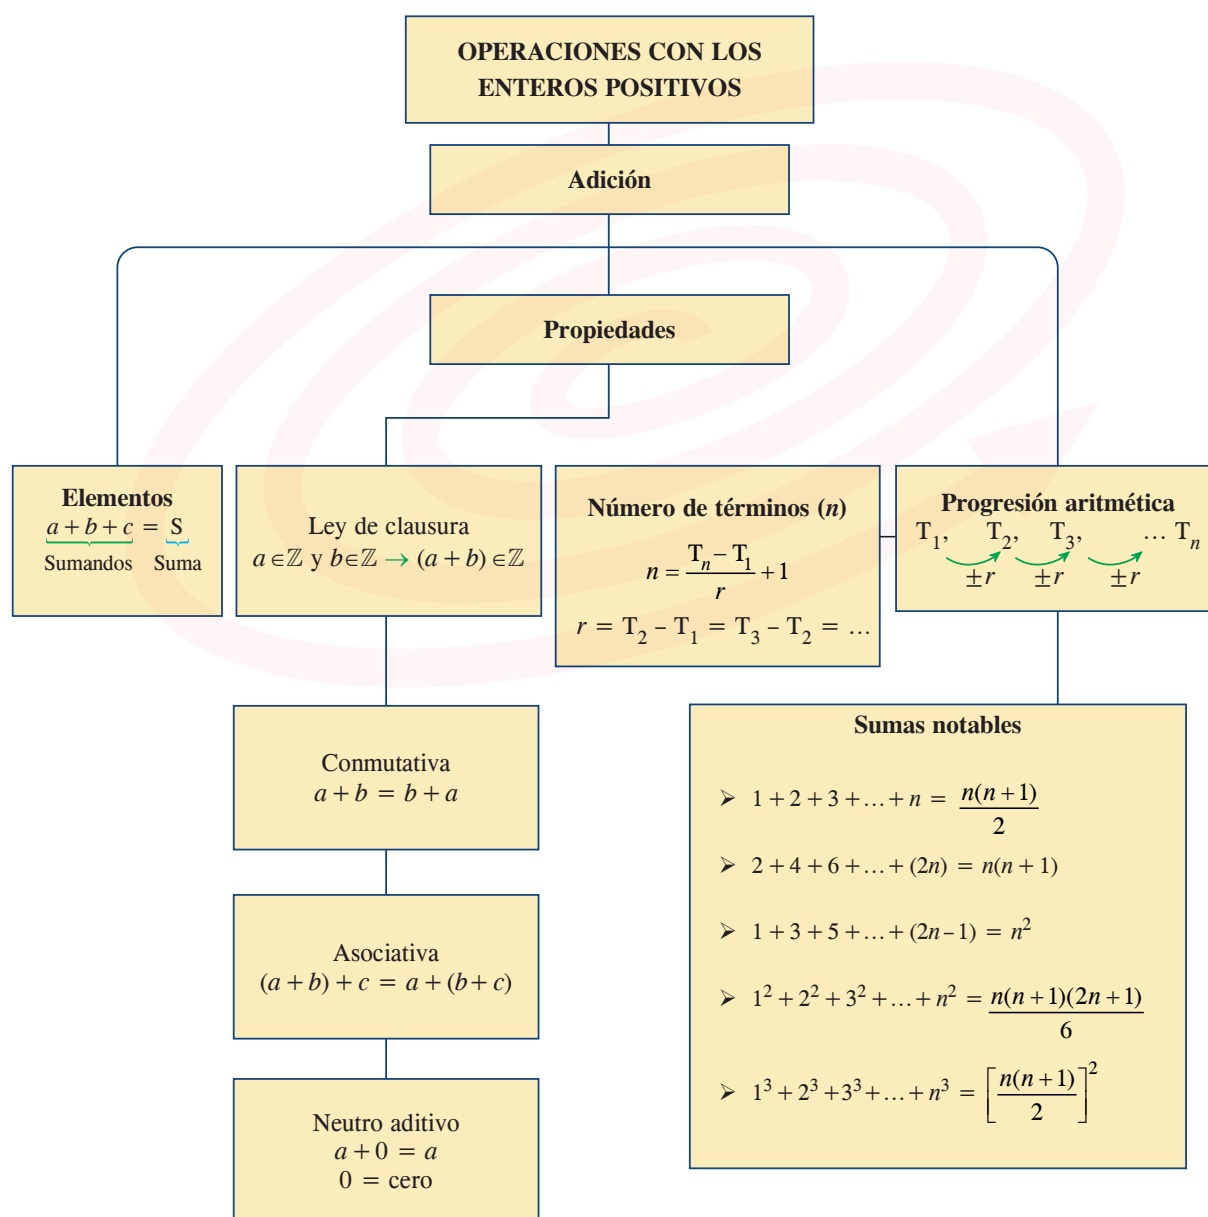 OPERACIONES CON LOS
ENTEROS POSITIVOS
Adición
Propiedades
Elementos
a + b + c = S
Sumandos Suma
Ley de clausura
a ∈ ℤ y b ∈ ℤ → (a + b) ∈ ℤ
Número de términos (n)
n = (Tₙ – T₁)/r + 1
r = T₂ – T₁ = T₃ – T₂ = ...
Progresión aritmética
T₁, T₂, T₃, ... Tₙ
±r ±r ±r
Conmutativa
a + b = b + a
Asociativa
(a + b) + c = a + (b + c)
Neutro aditivo
a + 0 = a
0 = cero
Sumas notables
➢ 1 + 2 + 3 + ... + n = n(n + 1)/2
➢ 2 + 4 + 6 + ... + (2n) = n(n + 1)
➢ 1 + 3 + 5 + ... + (2n – 1) = n²
➢ 1² + 2² + 3² + ... + n² = n(n + 1)(2n + 1)/6
➢ 1³ + 2³ + 3³ + ... + n³ = [n(n + 1)/2]²